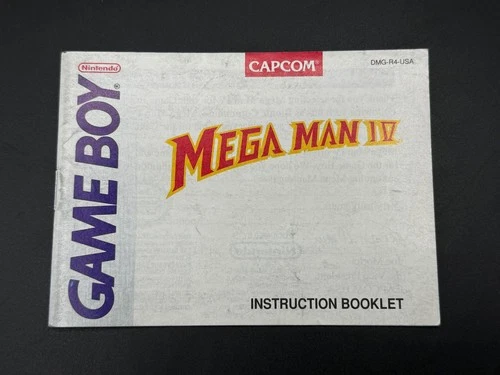 Nintendo
GAME BOY
CAPCOM
DMG-R4-USA
MEGA MAN IV
INSTRUCTION BOOKLET